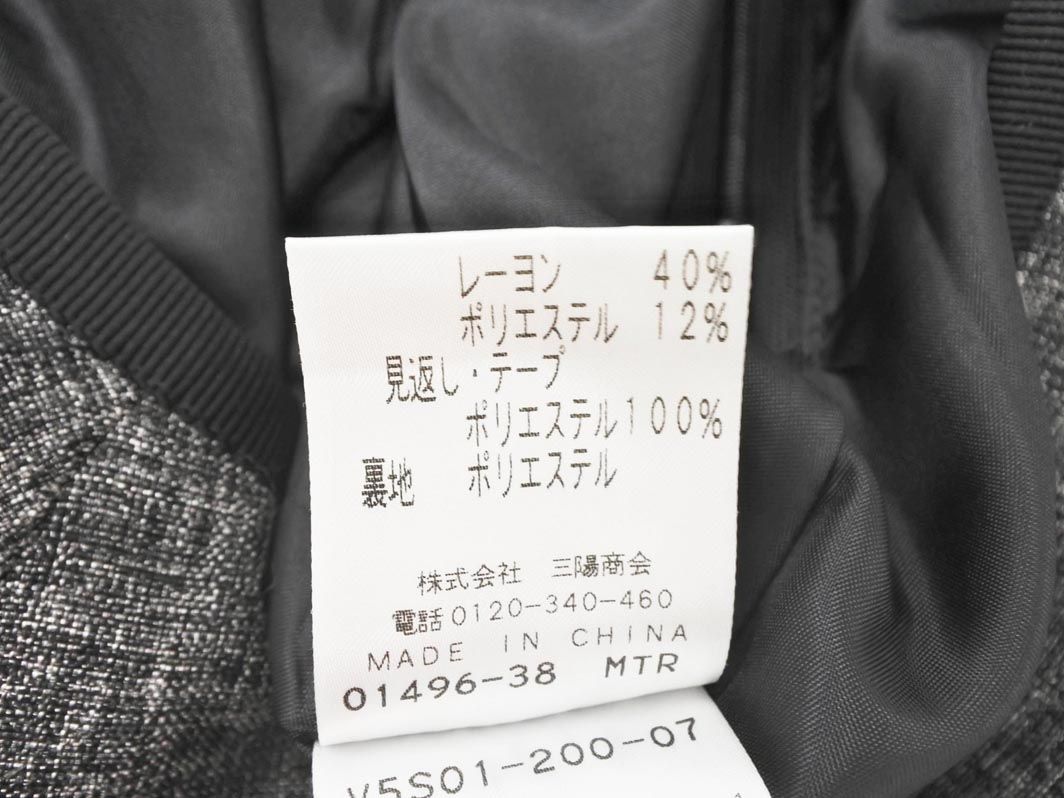 レーヨン 40%
ポリエステル 12%
見返し・テープ
ポリエステル100%
裏地 ポリエステル
株式会社 三陽商会
電話0120-340-460
MADE IN CHINA
01496-38 MTR
V5S01-200-07